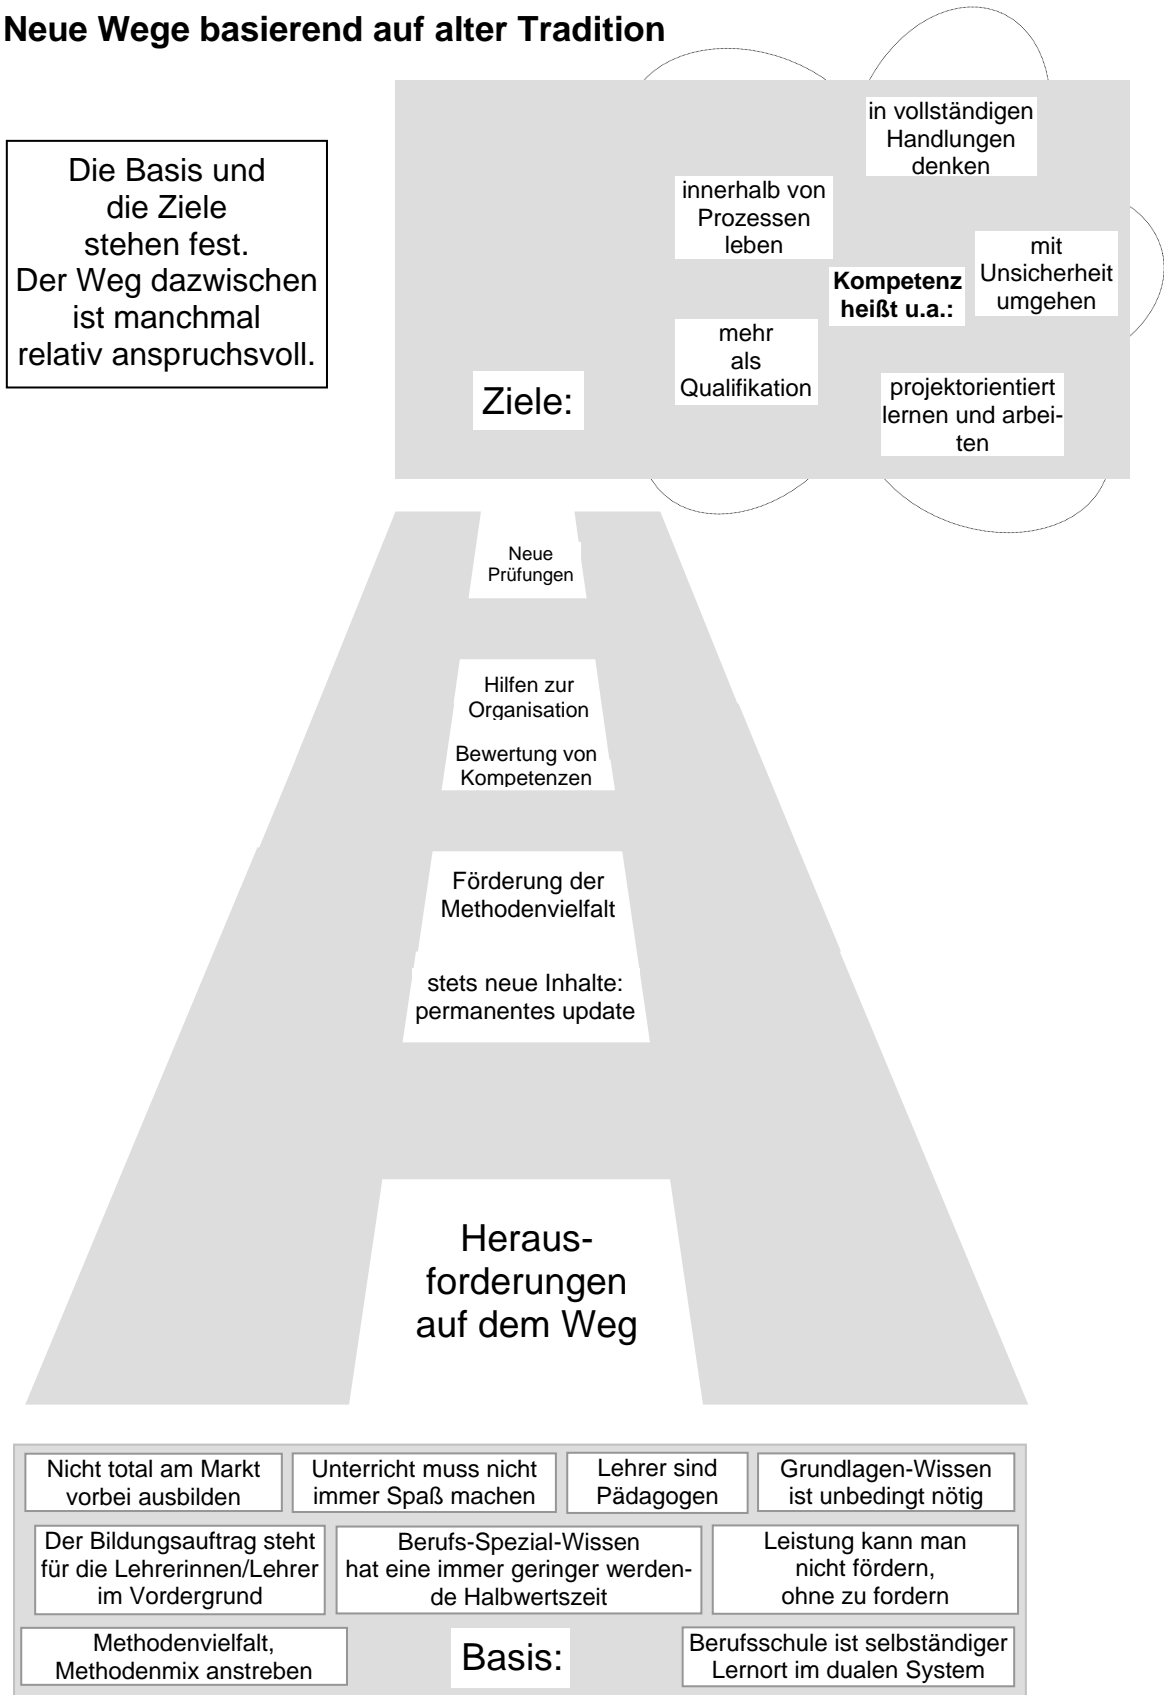 Neue Wege basierend auf alter Tradition
Die Basis und
die Ziele
stehen fest.
Der Weg dazwischen
ist manchmal
relativ anspruchsvoll.
in vollständigen
Handlungen
denken
innerhalb von
Prozessen
leben
mit
Unsicherheit
umgehen
Kompetenz
heißt u.a.:
mehr
als
Qualifikation
Ziele:
projektorientiert
lernen und arbei-
ten
Neue
Prüfungen
Hilfen zur
Organisation
Bewertung von
Kompetenzen
Förderung der
Methodenvielfalt
stets neue Inhalte:
permanentes update
Heraus-
forderungen
auf dem Weg
Nicht total am Markt
vorbei ausbilden
Unterricht muss nicht
immer Spaß machen
Lehrer sind
Pädagogen
Grundlagen-Wissen
ist unbedingt nötig
Der Bildungsauftrag steht
für die Lehrerinnen/Lehrer
im Vordergrund
Berufs-Spezial-Wissen
hat eine immer geringer werden-
de Halbwertszeit
Leistung kann man
nicht fördern,
ohne zu fordern
Methodenvielfalt,
Methodenmix anstreben
Basis:
Berufsschule ist selbständiger
Lernort im dualen System